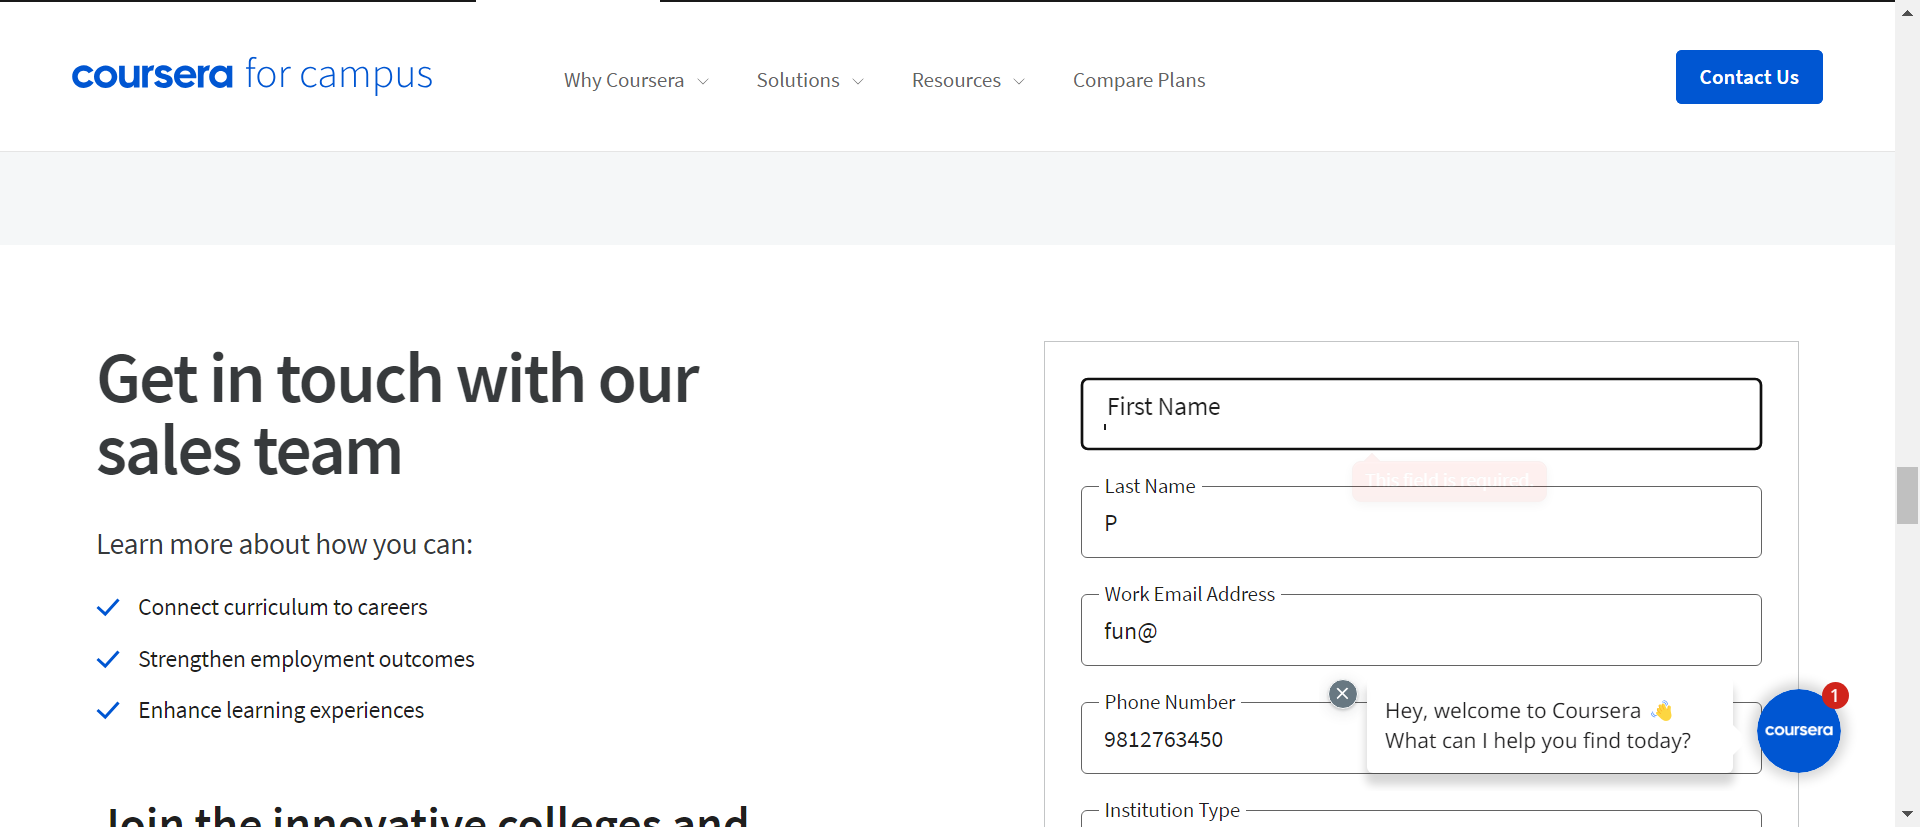 coursera for campus
Why Coursera
Solutions
Resources
Compare Plans
Contact Us
Get in touch with our
sales team
Learn more about how you can:
Connect curriculum to careers
Strengthen employment outcomes
Enhance learning experiences
Join the innovative colleges and
First Name
This field is required.
Last Name
P
Work Email Address
fun@
Phone Number
9812763450
Institution Type
Hey, welcome to Coursera 👋
What can I help you find today?
coursera
1